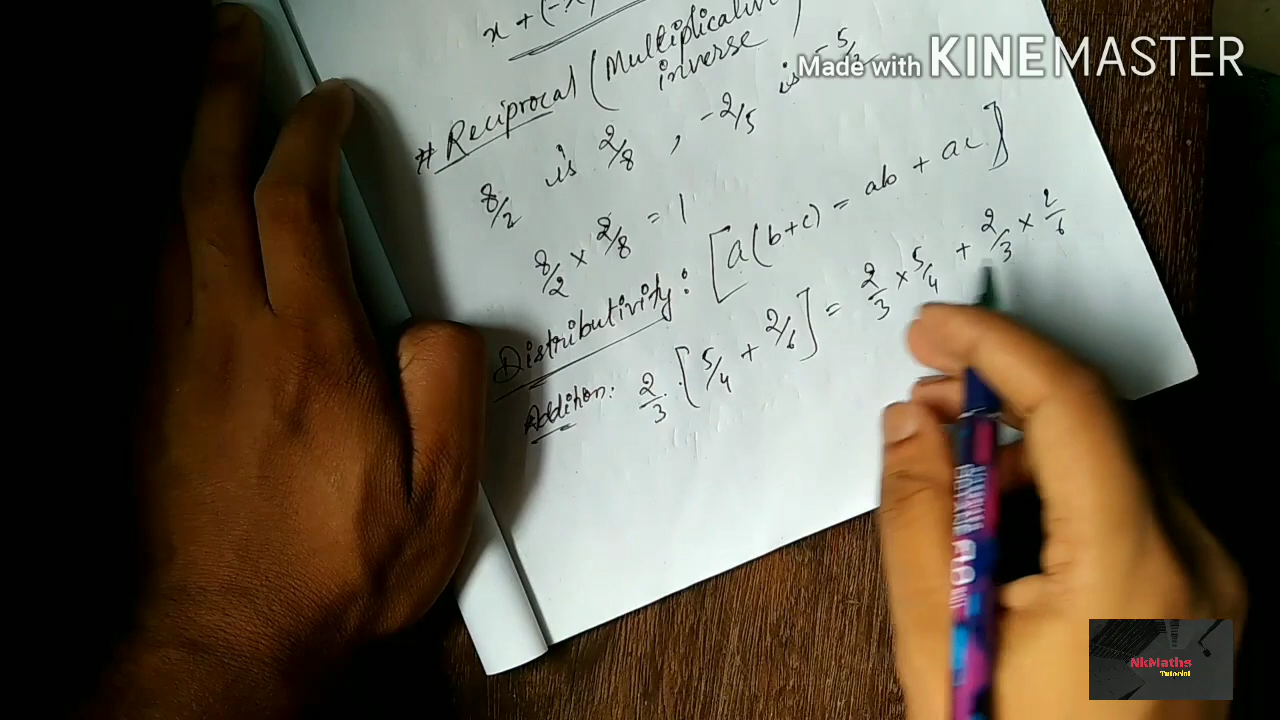 x + (-x)
# Reciprocal (Multiplicative
inverse)
8/2 is 2/8 , -2/5 is -5/2
8/2 × 2/8 = 1
Distributivity: [a(b+c) = ab + ac]
Addition: 2/3 . [5/4 + 2/6] = 2/3 × 5/4 + 2/3 × 2/6
Made with KINEMASTER
NkMaths
Tutorial